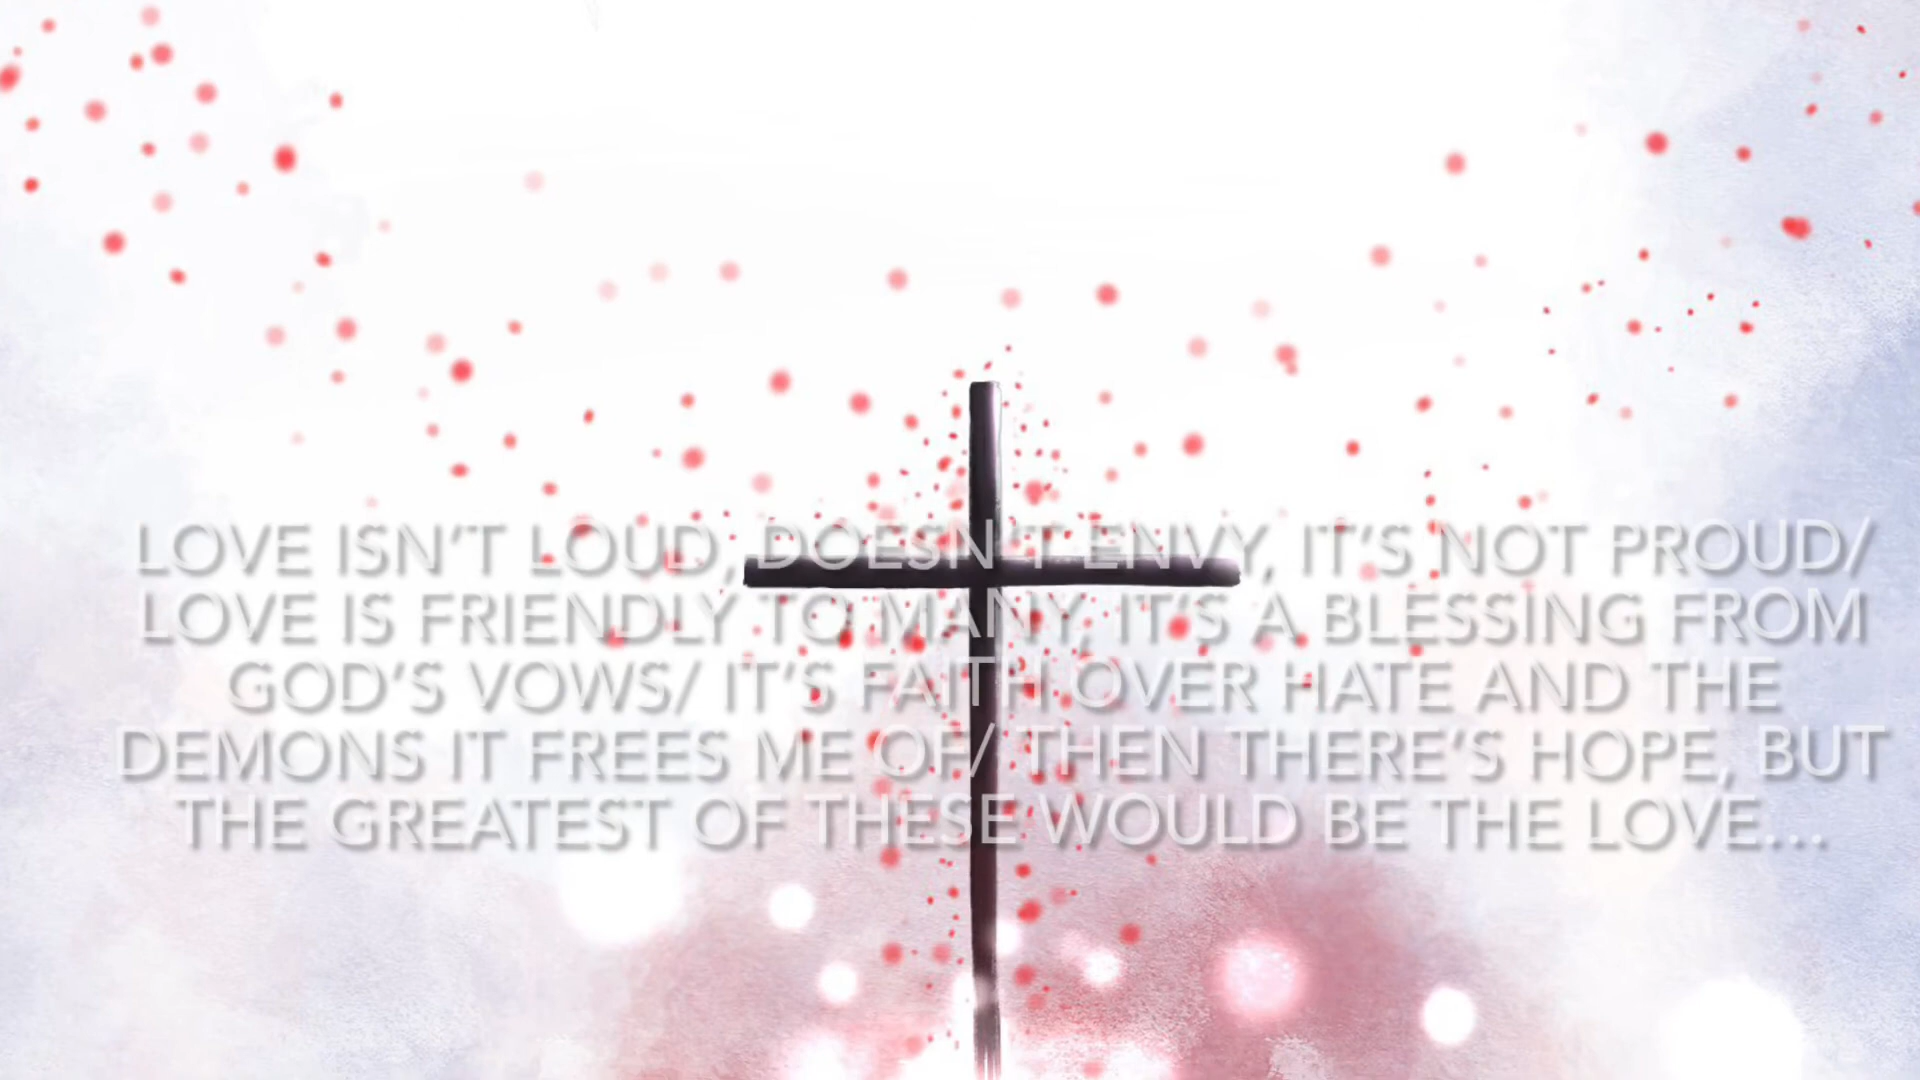 LOVE ISN'T LOUD, DOESN'T ENVY, IT'S NOT PROUD/
LOVE IS FRIENDLY TO MANY, IT'S A BLESSING FROM
GOD'S VOWS/ IT'S FAITH OVER HATE AND THE
DEMONS IT FREES ME OF/ THEN THERE'S HOPE, BUT
THE GREATEST OF THESE WOULD BE THE LOVE...